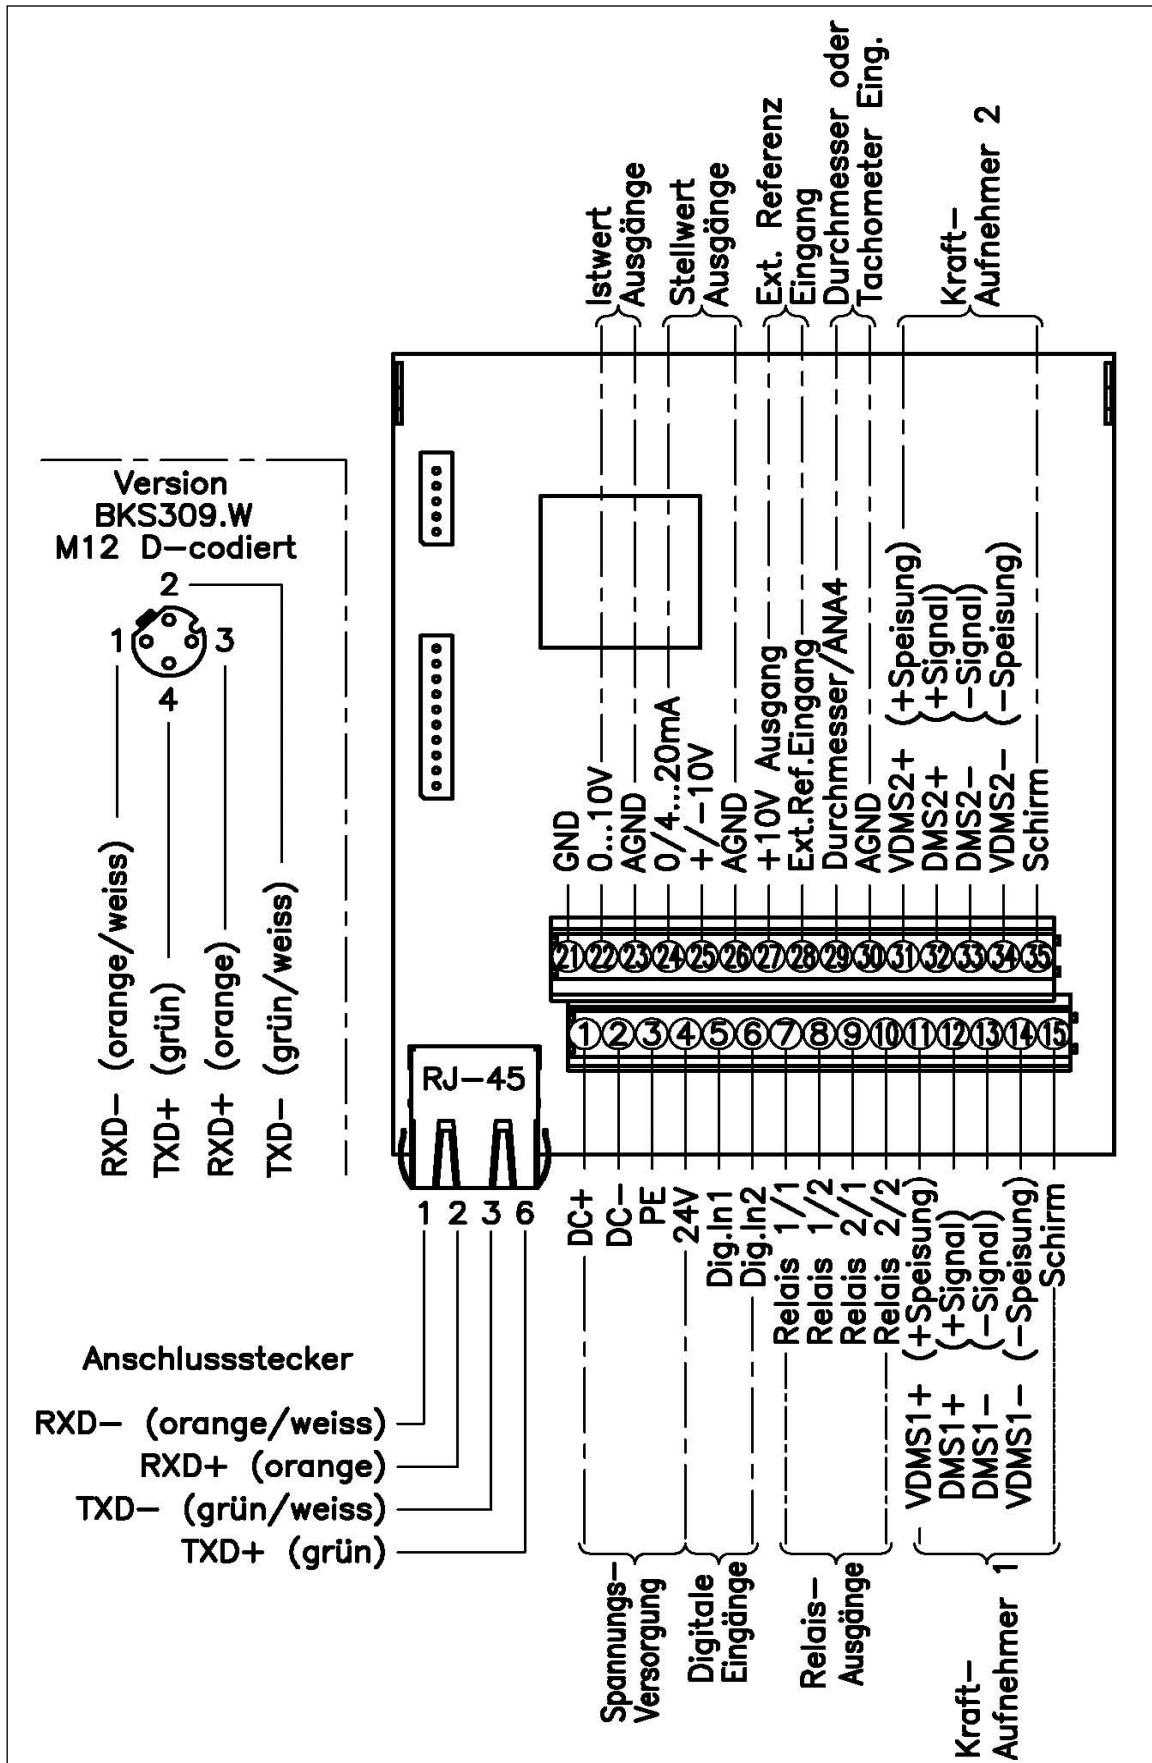 Istwert
Ausgänge
Stellwert
Ausgänge
Ext. Referenz
Eingang
Durchmesser oder
Tachometer Eing.
Kraft-
Aufnehmer 2
Version
BKS309.W
M12 D-codiert
2
1
3
4
RXD- (orange/weiss)
TXD+ (grün)
RXD+ (orange)
TXD- (grün/weiss)
GND
0...10V
AGND
0/4...20mA
+/-10V
AGND
+10V Ausgang
Ext.Ref.Eingang
Durchmesser/ANA4
AGND
VDMS2+ (+Speisung)
DMS2+ (+Signal)
DMS2- (-Signal)
VDMS2- (-Speisung)
Schirm
21 22 23 24 25 26 27 28 29 30 31 32 33 34 35
1 2 3 4 5 6 7 8 9 10 11 12 13 14 15
RJ-45
1 2 3 6
DC+
DC-
PE
24V
Dig.In1
Dig.In2
Relais 1/1
Relais 1/2
Relais 2/1
Relais 2/2
VDMS1+ (+Speisung)
DMS1+ (+Signal)
DMS1- (-Signal)
VDMS1- (-Speisung)
Schirm
Anschlussstecker
RXD- (orange/weiss)
RXD+ (orange)
TXD- (grün/weiss)
TXD+ (grün)
Spannungs-
Versorgung
Digitale
Eingänge
Relais-
Ausgänge
Kraft-
Aufnehmer 1